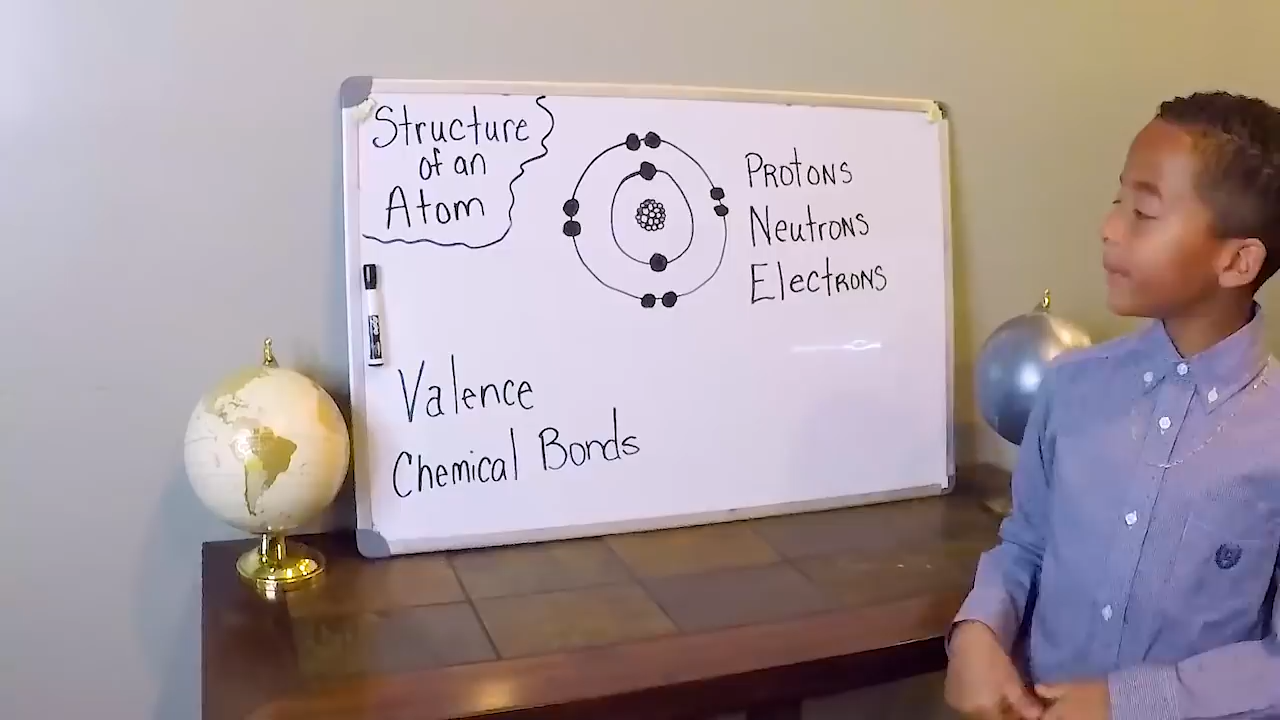 Structure
of an
Atom
Protons
Neutrons
Electrons
Valence
Chemical Bonds